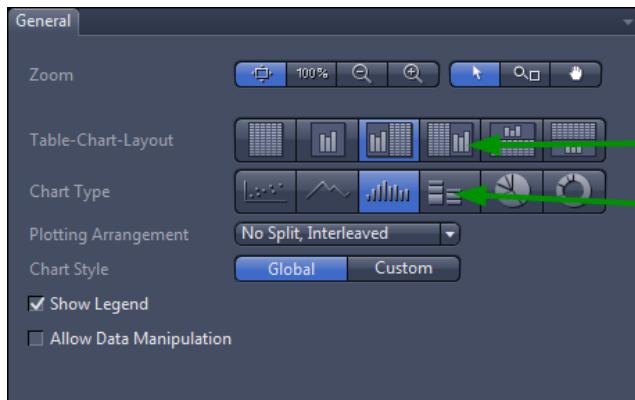 General
Zoom
100%
Table-Chart-Layout
Chart Type
Plotting Arrangement
No Split, Interleaved
Chart Style
Global
Custom
Show Legend
Allow Data Manipulation